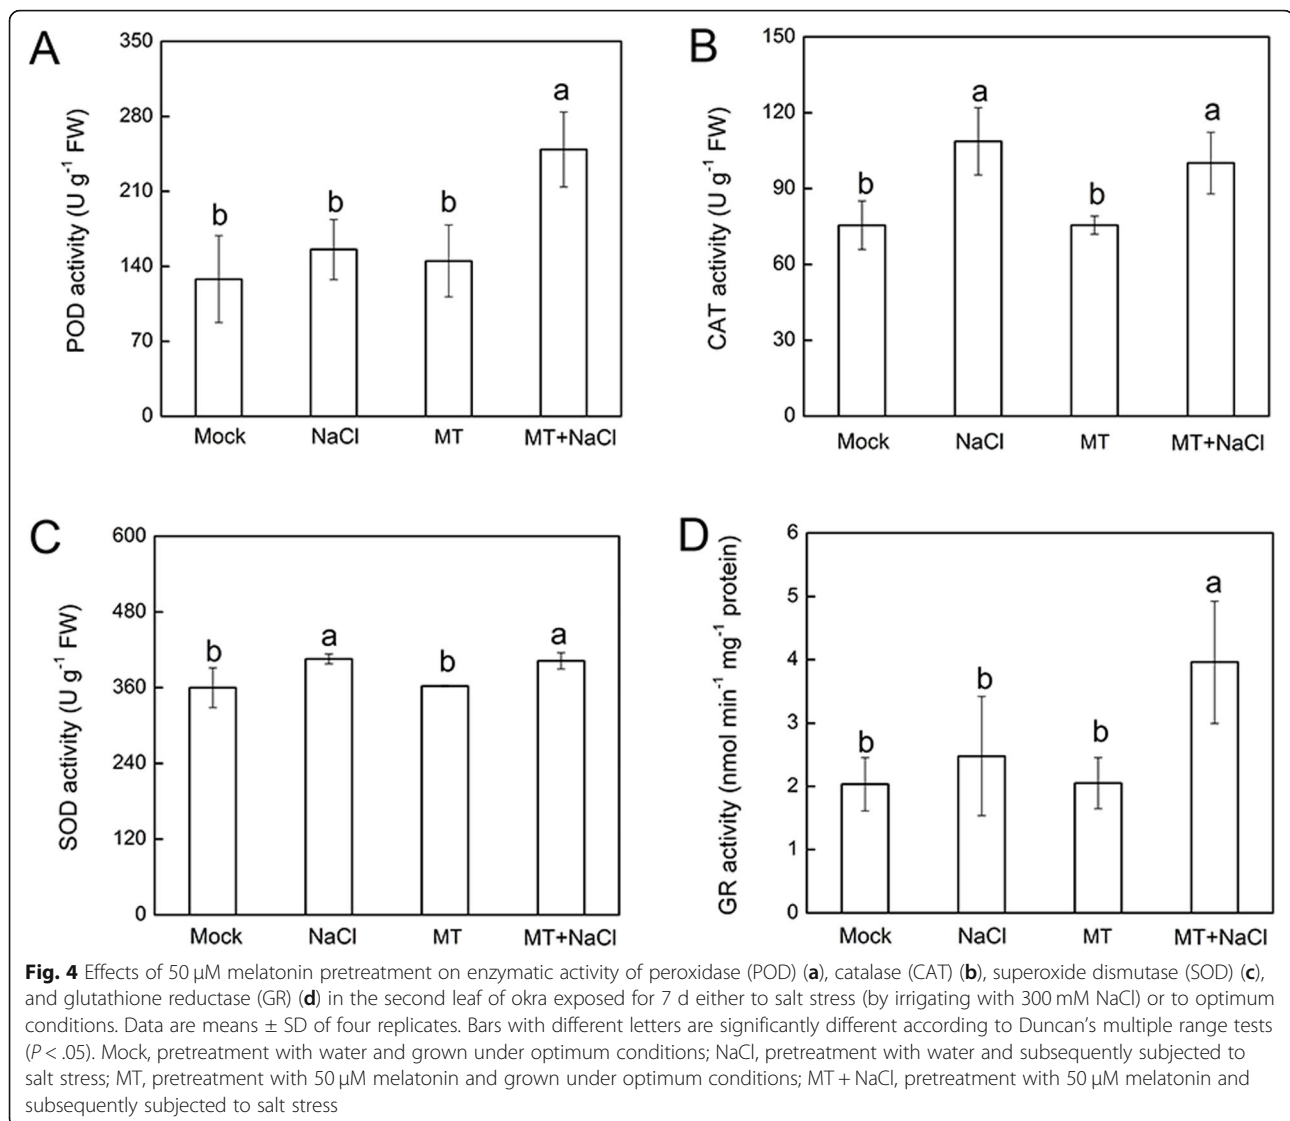 A
POD activity (U g⁻¹ FW)
350
280
210
140
70
0
b
b
b
a
Mock NaCl MT MT+NaCl
B
CAT activity (U g⁻¹ FW)
150
120
90
60
30
0
b
a
b
a
Mock NaCl MT MT+NaCl
C
SOD activity (U g⁻¹ FW)
600
480
360
240
120
0
b
a
b
a
Mock NaCl MT MT+NaCl
D
GR activity (nmol min⁻¹ mg⁻¹ protein)
6
5
4
3
2
1
0
b
b
b
a
Mock NaCl MT MT+NaCl
Fig. 4 Effects of 50 μM melatonin pretreatment on enzymatic activity of peroxidase (POD) (a), catalase (CAT) (b), superoxide dismutase (SOD) (c),
and glutathione reductase (GR) (d) in the second leaf of okra exposed for 7 d either to salt stress (by irrigating with 300 mM NaCl) or to optimum
conditions. Data are means ± SD of four replicates. Bars with different letters are significantly different according to Duncan's multiple range tests
(P < .05). Mock, pretreatment with water and grown under optimum conditions; NaCl, pretreatment with water and subsequently subjected to
salt stress; MT, pretreatment with 50 μM melatonin and grown under optimum conditions; MT + NaCl, pretreatment with 50 μM melatonin and
subsequently subjected to salt stress